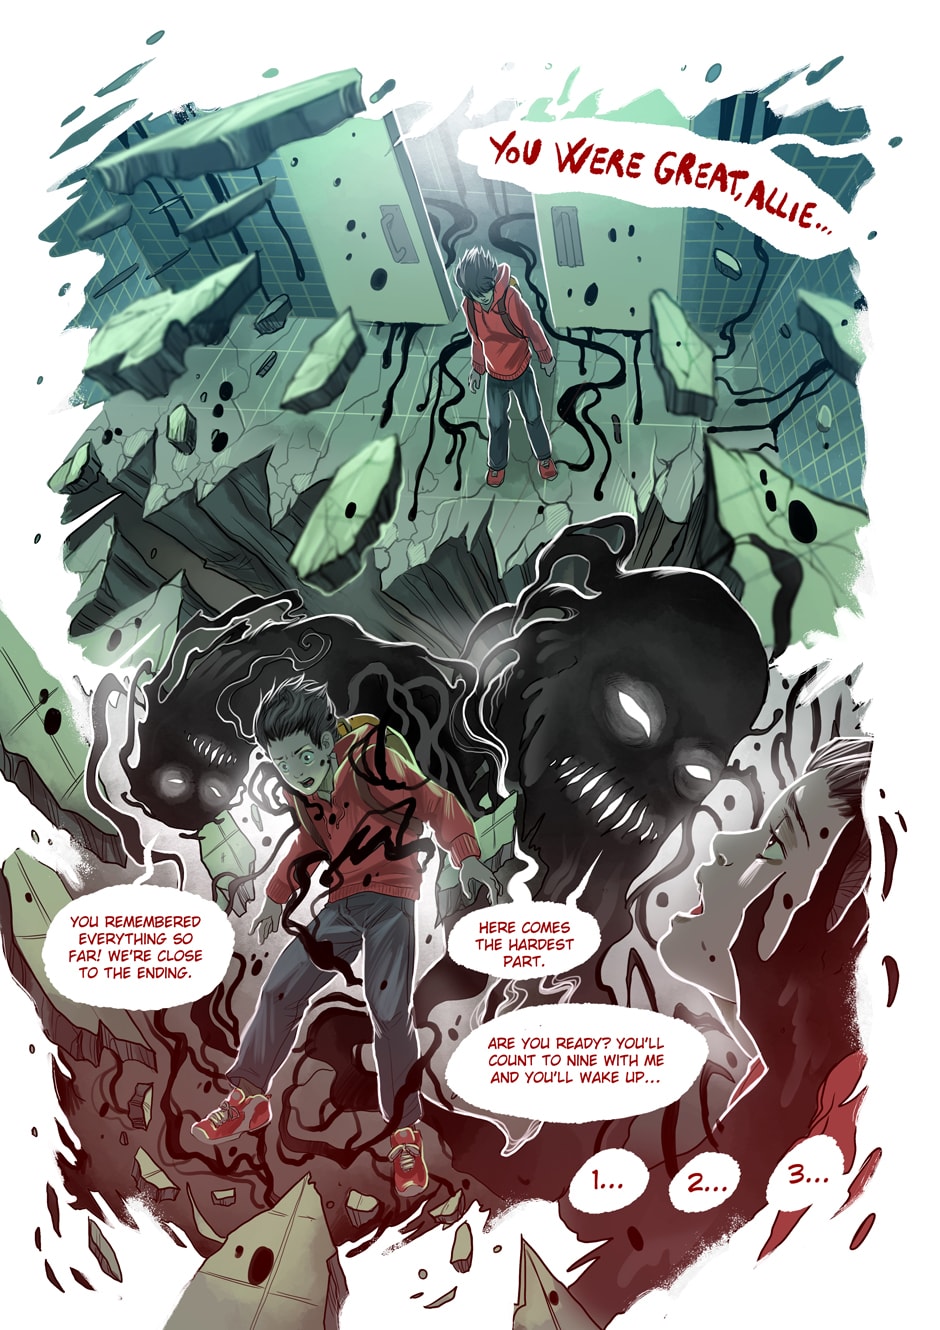 YOU WERE GREAT, ALLIE...
YOU REMEMBERED
EVERYTHING SO
FAR! WE'RE CLOSE
TO THE ENDING.
HERE COMES
THE HARDEST
PART.
ARE YOU READY? YOU'LL
COUNT TO NINE WITH ME
AND YOU'LL WAKE UP...
1...
2...
3...